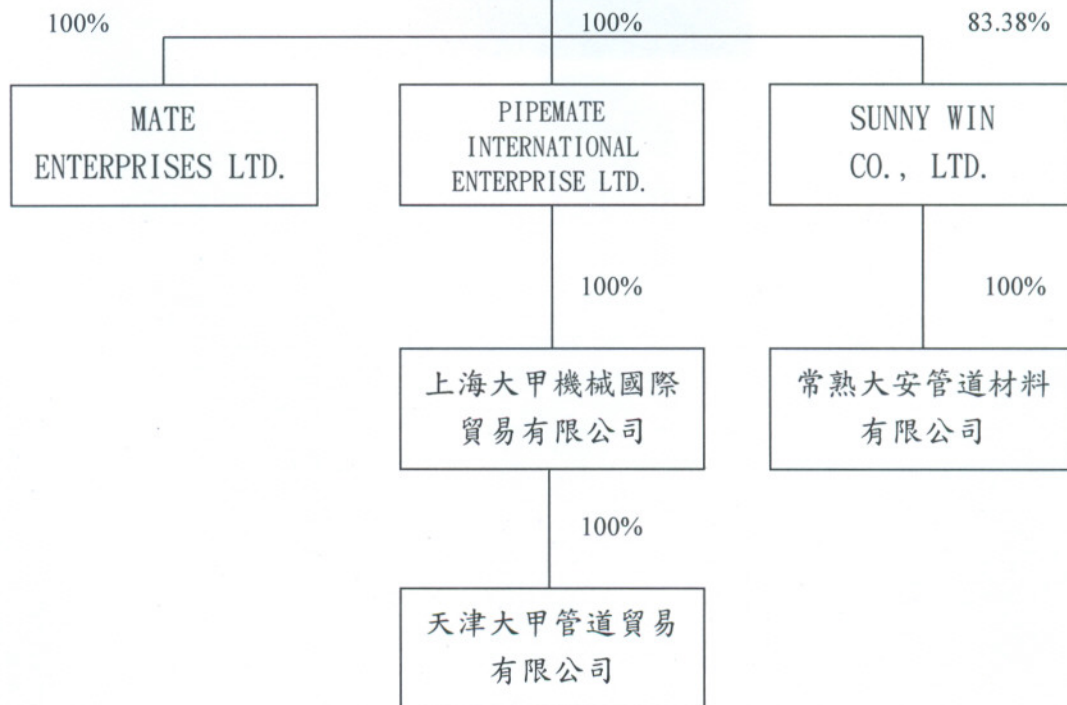 100%
100%
83.38%
MATE
ENTERPRISES LTD.
PIPEMATE
INTERNATIONAL
ENTERPRISE LTD.
SUNNY WIN
CO., LTD.
100%
100%
上海大甲機械國際
貿易有限公司
常熟大安管道材料
有限公司
100%
天津大甲管道貿易
有限公司